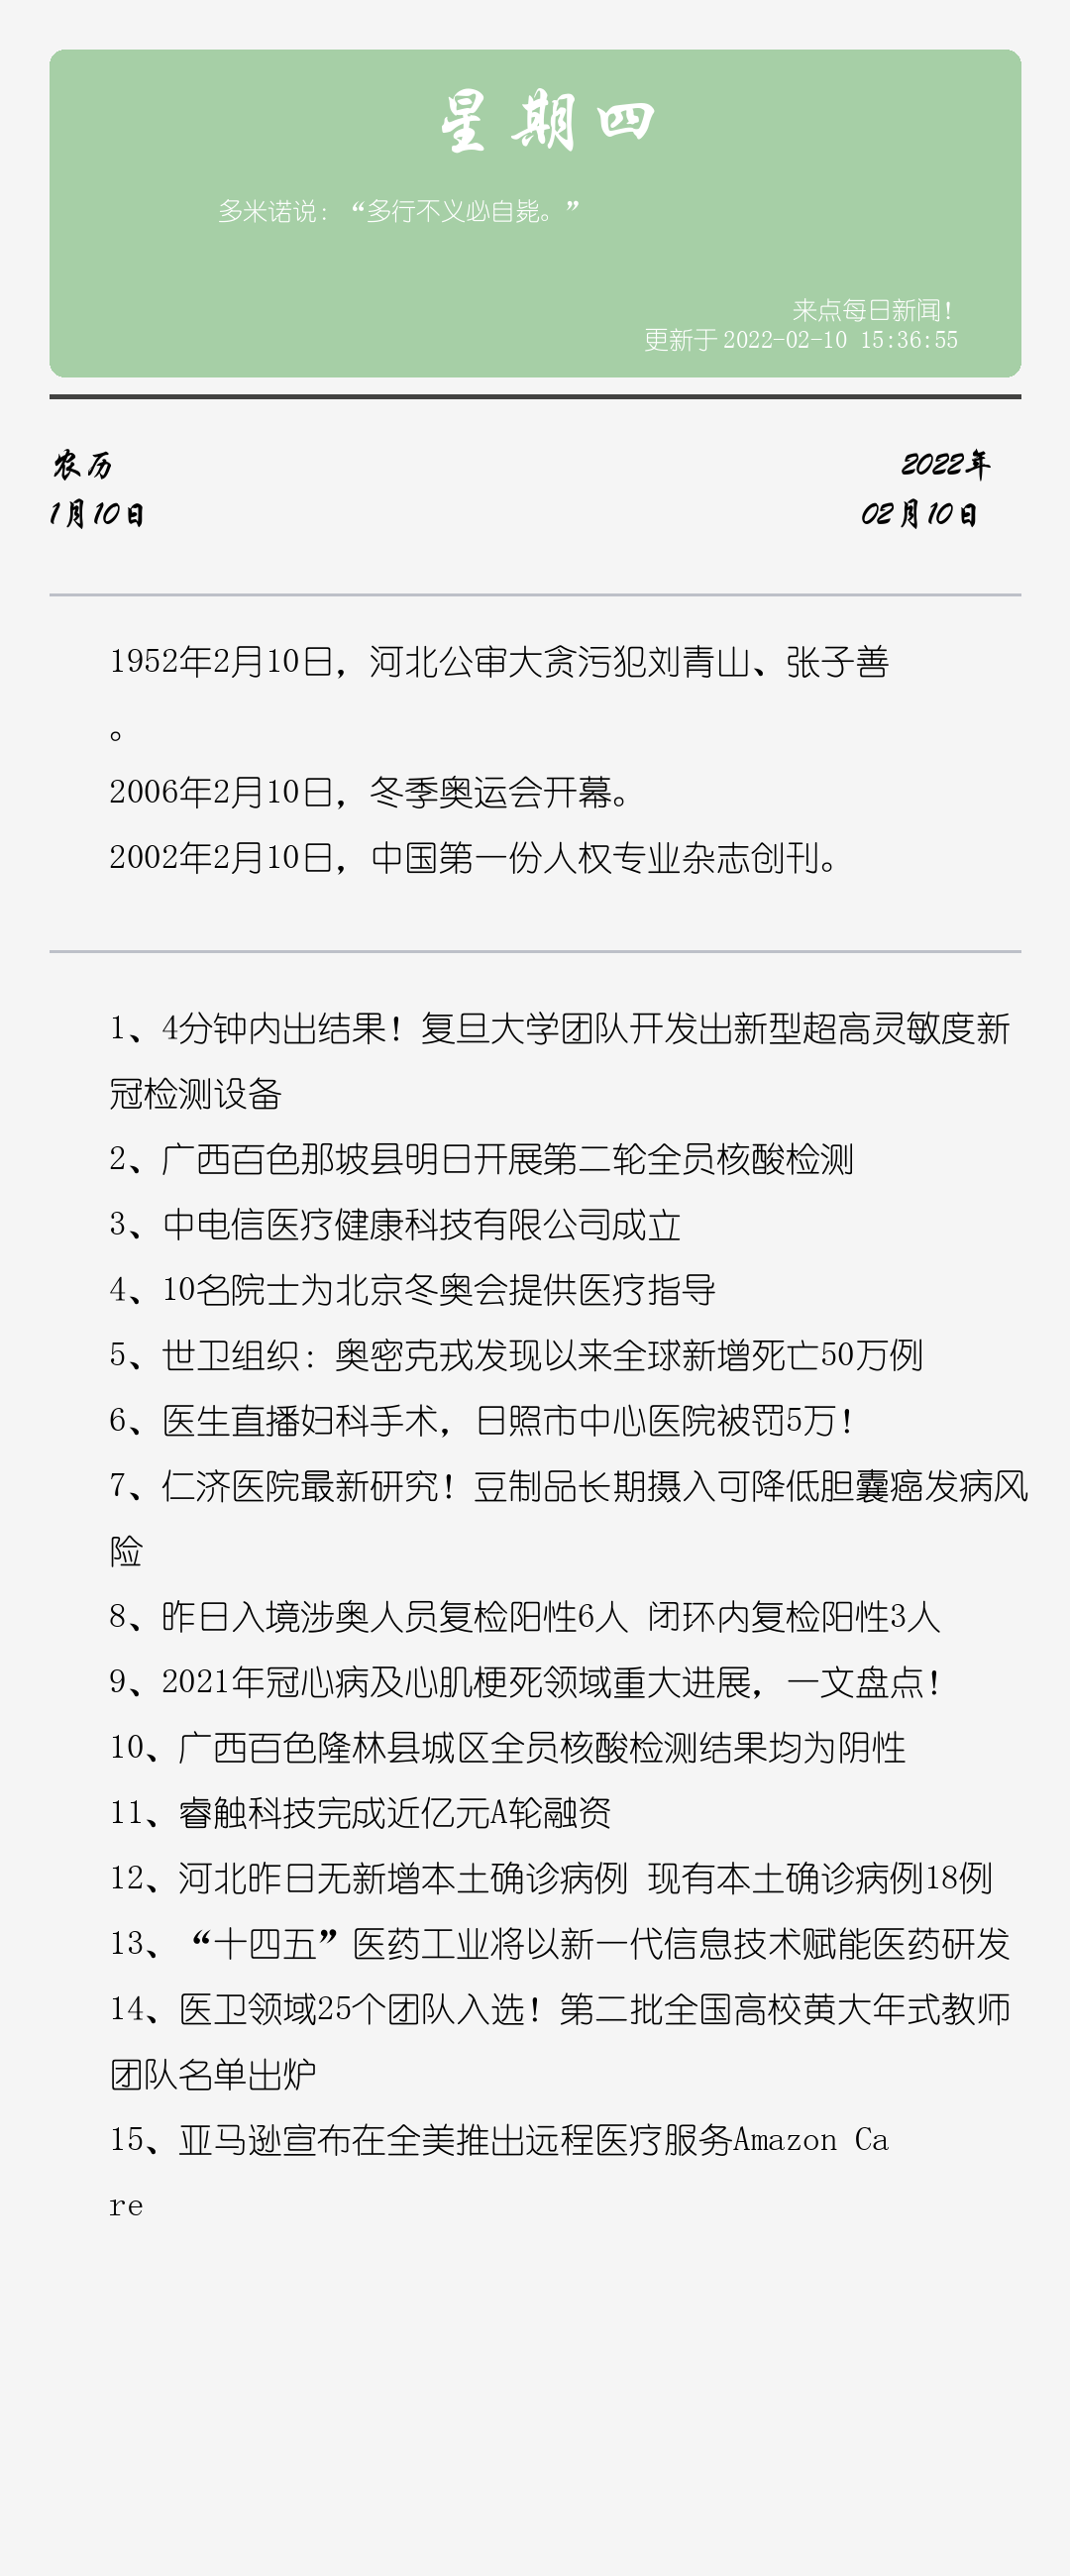 星期四
多米诺说：“多行不义必自毙。”
来点每日新闻！
更新于2022-02-10 15:36:55
农历
2022年
1月10日
02月10日
1952年2月10日，河北公审大贪污犯刘青山、张子善
。
2006年2月10日，冬季奥运会开幕。
2002年2月10日，中国第一份人权专业杂志创刊。
1、4分钟内出结果！复旦大学团队开发出新型超高灵敏度新
冠检测设备
2、广西百色那坡县明日开展第二轮全员核酸检测
3、中电信医疗健康科技有限公司成立
4、10名院士为北京冬奥会提供医疗指导
5、世卫组织：奥密克戎发现以来全球新增死亡50万例
6、医生直播妇科手术，日照市中心医院被罚5万！
7、仁济医院最新研究！豆制品长期摄入可降低胆囊癌发病风
险
8、昨日入境涉奥人员复检阳性6人 闭环内复检阳性3人
9、2021年冠心病及心肌梗死领域重大进展，一文盘点！
10、广西百色隆林县城区全员核酸检测结果均为阴性
11、睿触科技完成近亿元A轮融资
12、河北昨日无新增本土确诊病例 现有本土确诊病例18例
13、“十四五”医药工业将以新一代信息技术赋能医药研发
14、医卫领域25个团队入选！第二批全国高校黄大年式教师
团队名单出炉
15、亚马逊宣布在全美推出远程医疗服务Amazon Ca
re